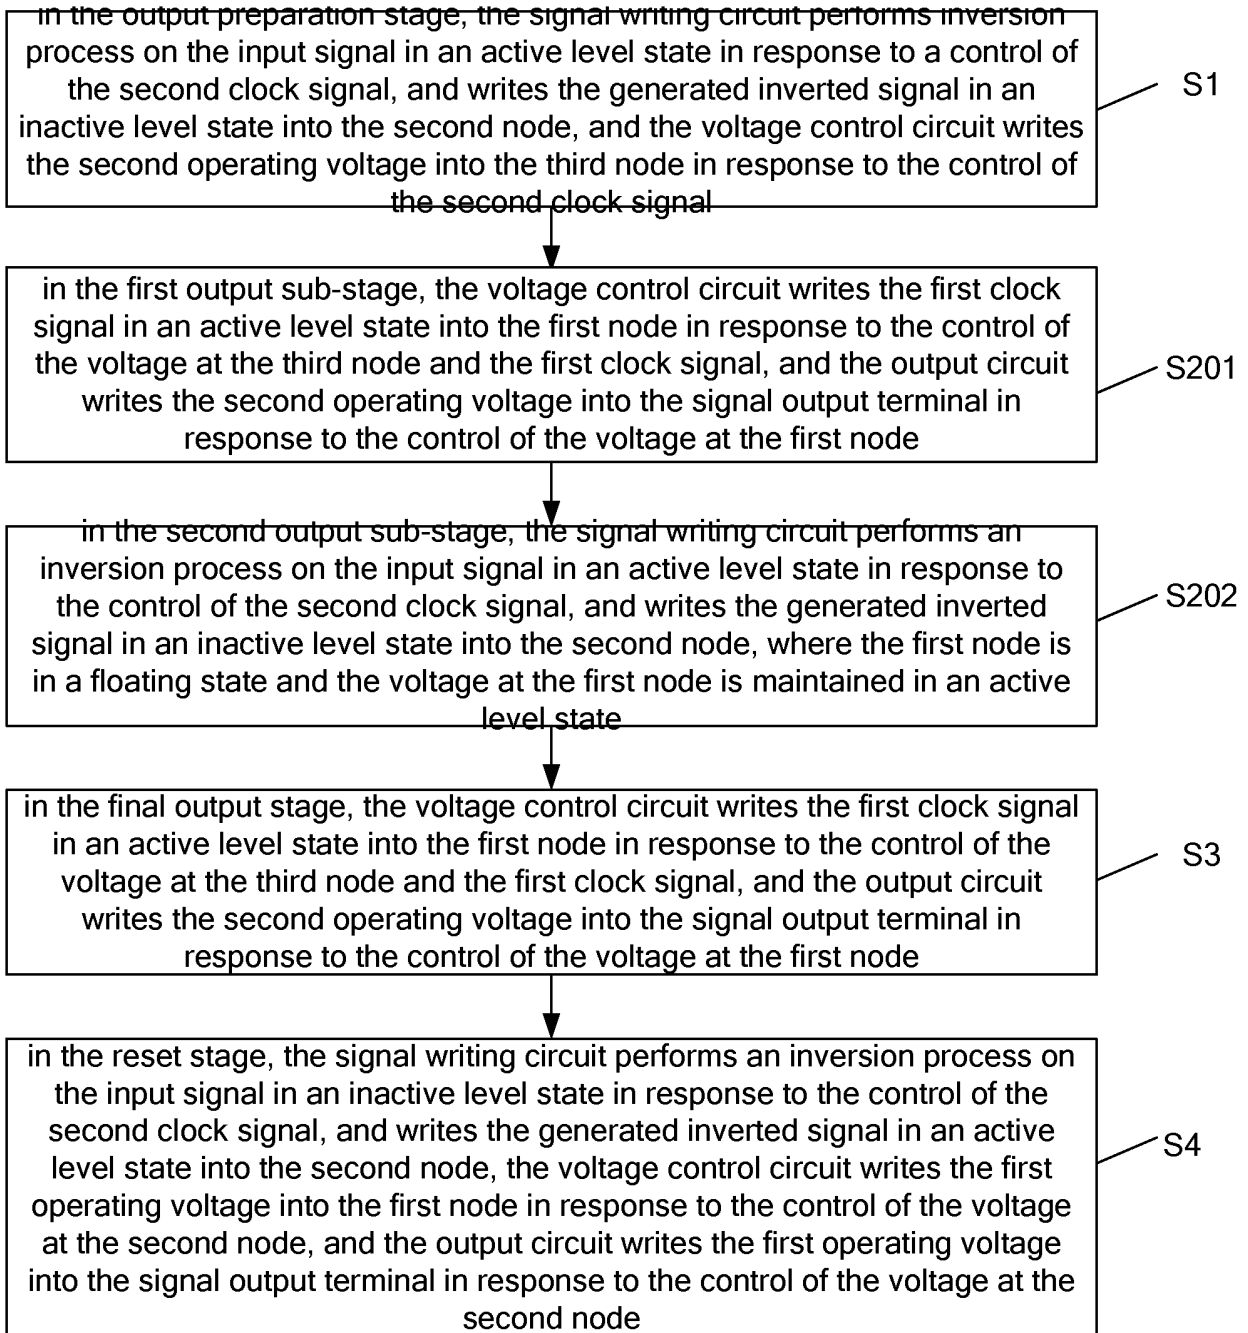 in the output preparation stage, the signal writing circuit performs inversion
process on the input signal in an active level state in response to a control of
the second clock signal, and writes the generated inverted signal in an
inactive level state into the second node, and the voltage control circuit writes
the second operating voltage into the third node in response to the control of
the second clock signal
S1
in the first output sub-stage, the voltage control circuit writes the first clock
signal in an active level state into the first node in response to the control of
the voltage at the third node and the first clock signal, and the output circuit
writes the second operating voltage into the signal output terminal in
response to the control of the voltage at the first node
S201
in the second output sub-stage, the signal writing circuit performs an
inversion process on the input signal in an active level state in response to
the control of the second clock signal, and writes the generated inverted
signal in an inactive level state into the second node, where the first node is
in a floating state and the voltage at the first node is maintained in an active
level state
S202
in the final output stage, the voltage control circuit writes the first clock signal
in an active level state into the first node in response to the control of the
voltage at the third node and the first clock signal, and the output circuit
writes the second operating voltage into the signal output terminal in
response to the control of the voltage at the first node
S3
in the reset stage, the signal writing circuit performs an inversion process on
the input signal in an inactive level state in response to the control of the
second clock signal, and writes the generated inverted signal in an active
level state into the second node, the voltage control circuit writes the first
operating voltage into the first node in response to the control of the voltage
at the second node, and the output circuit writes the first operating voltage
into the signal output terminal in response to the control of the voltage at the
second node
S4